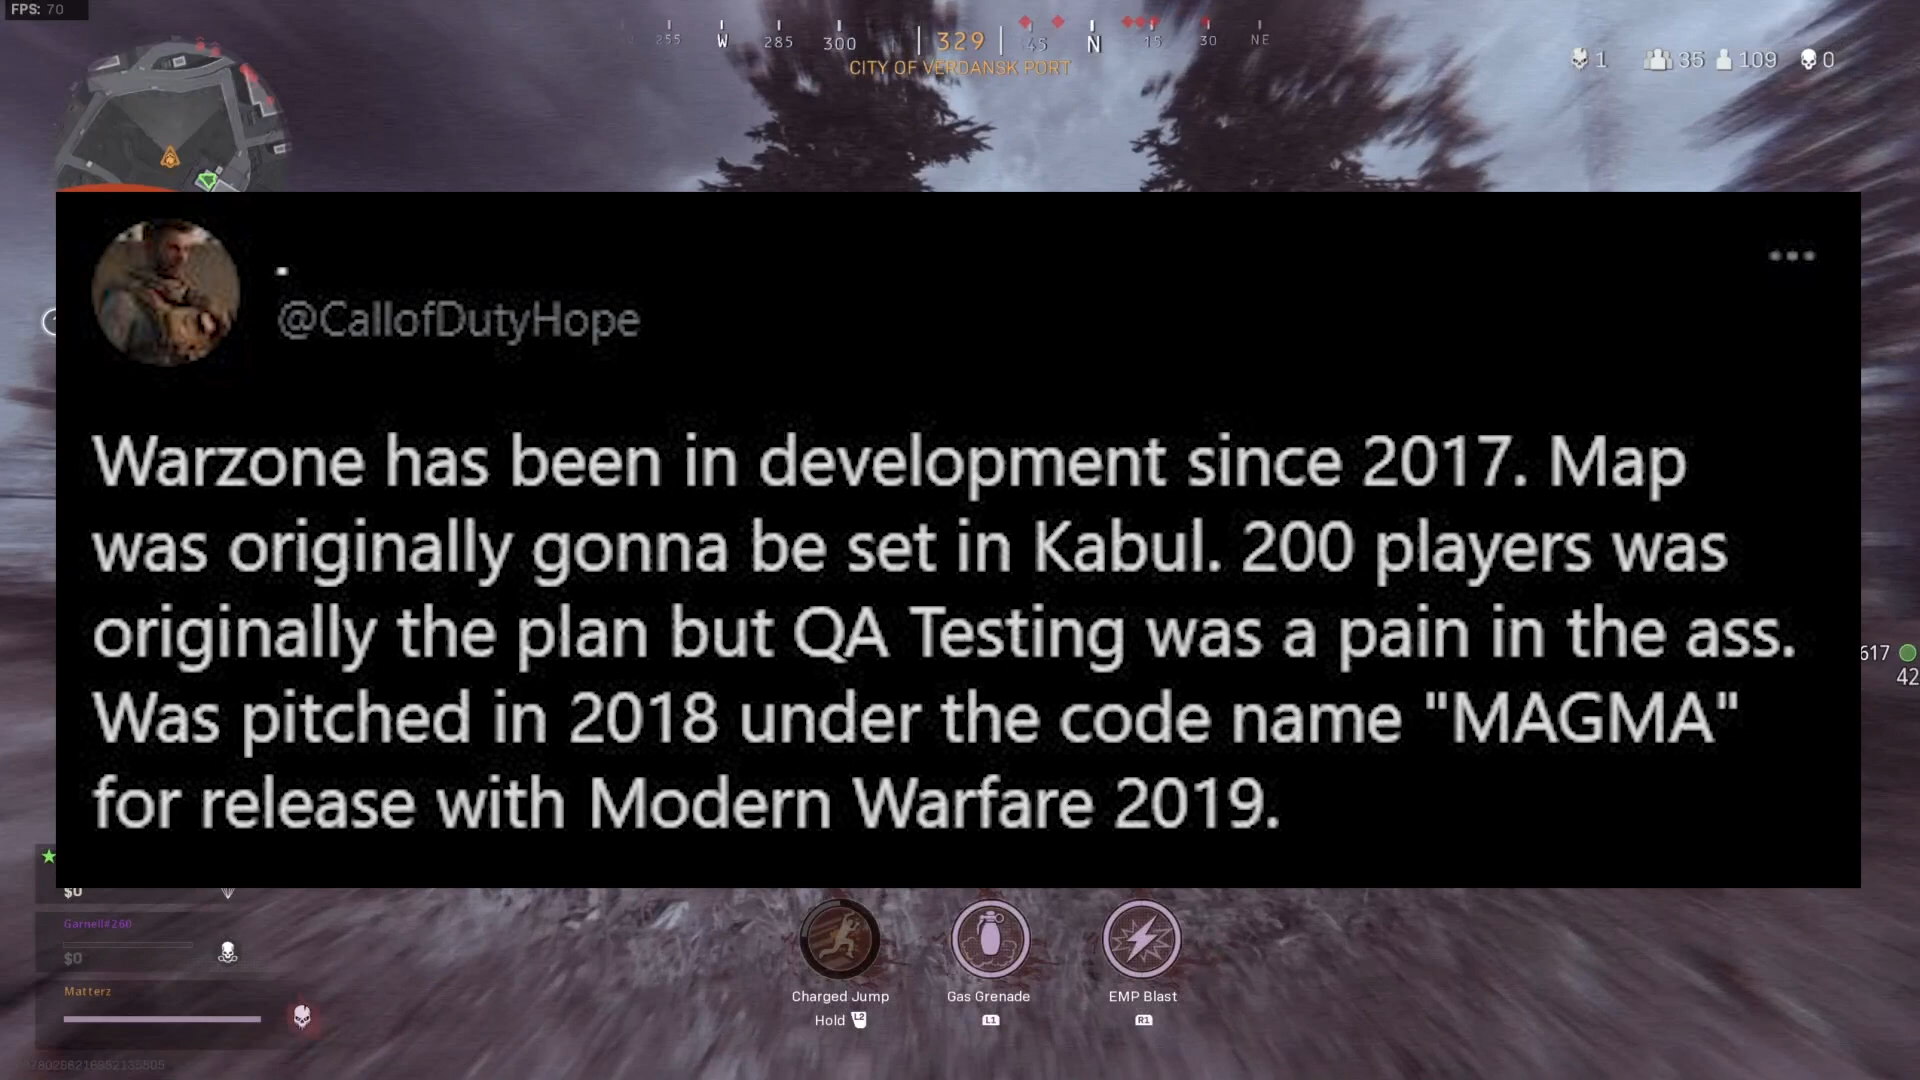 FPS: 70
255 W 285 300 329 45 N 15 30 NE
CITY OF VERDANSK PORT
1 35 109 0
.
@CallofDutyHope
Warzone has been in development since 2017. Map
was originally gonna be set in Kabul. 200 players was
originally the plan but QA Testing was a pain in the ass.
Was pitched in 2018 under the code name "MAGMA"
for release with Modern Warfare 2019.
617
42
$0
Garnell#260
$0
Matterz
Charged Jump
Hold L2
Gas Grenade
L1
EMP Blast
R1